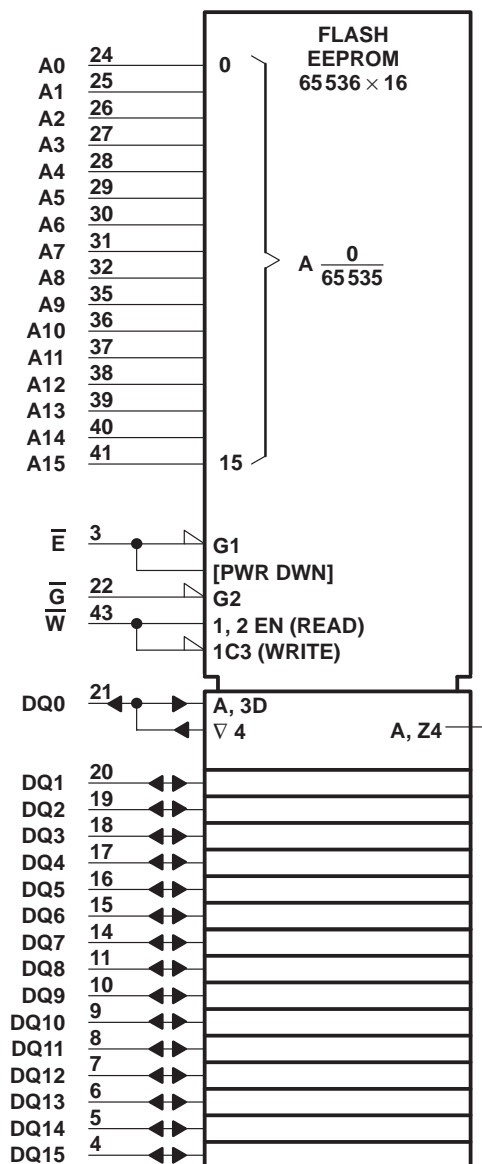 FLASH
EEPROM
65 536 × 16
A0 24 0
A1 25
A2 26
A3 27
A4 28
A5 29
A6 30
A7 31
A8 32
A9 35
A10 36
A11 37
A12 38
A13 39
A14 40
A15 41 15
A 0
65 535
E̅ 3 G1
[PWR DWN]
G̅ 22 G2
W̅ 43 1, 2 EN (READ)
1C3 (WRITE)
DQ0 21 A, 3D
∇ 4 A, Z4
DQ1 20
DQ2 19
DQ3 18
DQ4 17
DQ5 16
DQ6 15
DQ7 14
DQ8 11
DQ9 10
DQ10 9
DQ11 8
DQ12 7
DQ13 6
DQ14 5
DQ15 4